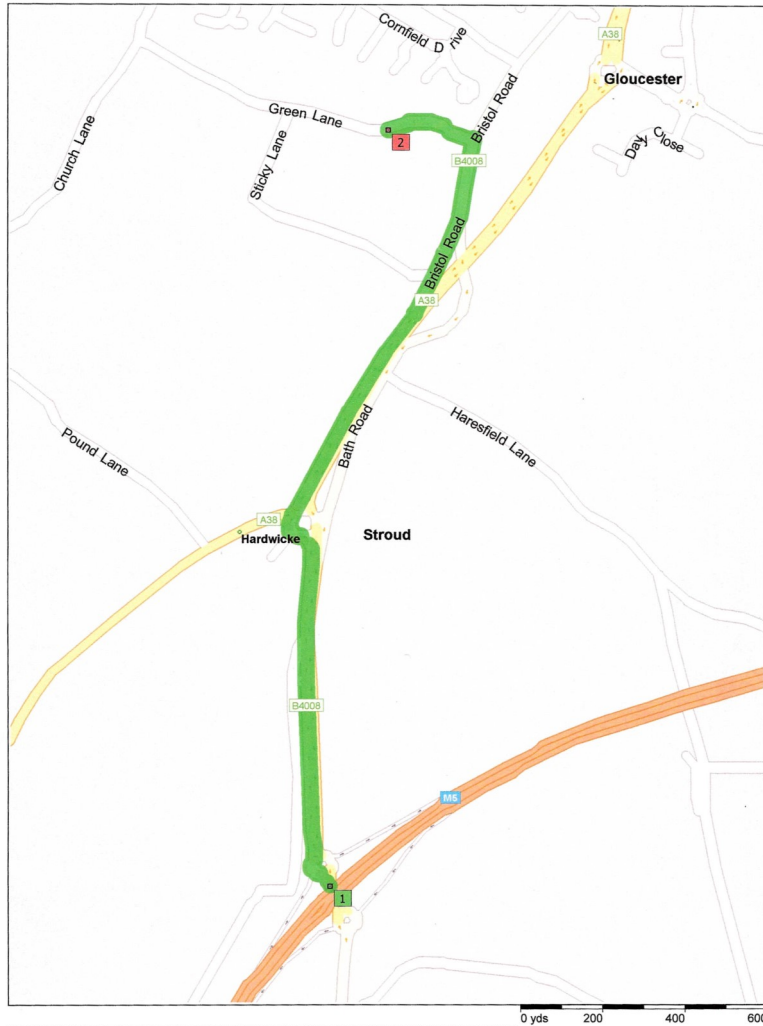 Cornfield Drive
A38
Gloucester
Green Lane
Bristol Road
2
Day Close
Church Lane
Sticky Lane
B4008
Bristol Road
A38
Haresfield Lane
Bath Road
Pound Lane
A38
Hardwicke
Stroud
B4008
M5
1
0 yds 200 400 600